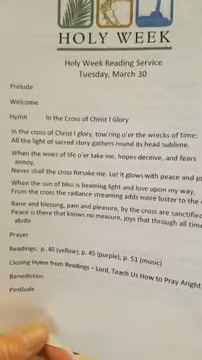 HOLY WEEK
Holy Week Reading Service
Tuesday, March 30
Prelude
Welcome
Hymn In the Cross of Christ I Glory
In the cross of Christ I glory, tow'ring o'er the wrecks of time;
All the light of sacred story gathers round its head sublime.
When the woes of life o'er take me, hopes deceive, and fears
annoy,
Never shall the cross forsake me. Lo! it glows with peace and jo
When the sun of bliss is beaming light and love upon my way,
From the cross the radiance streaming adds more luster to the
Bane and blessing, pain and pleasure, by the cross are sanctified
Peace is there that knows no measure, joys that through all time
abide.
Prayer
Readings: p. 40 (yellow); p. 45 (purple); p. 51 (music)
Closing Hymn from Readings – Lord, Teach Us How to Pray Aright
Benediction
Postlude